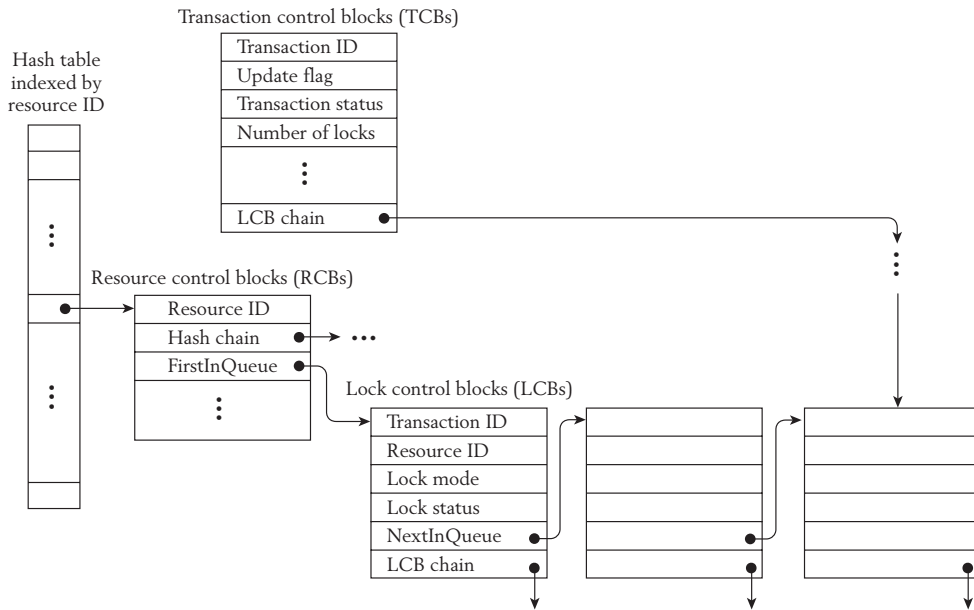 Transaction control blocks (TCBs)
Hash table
indexed by
resource ID
Transaction ID
Update flag
Transaction status
Number of locks
LCB chain
Resource control blocks (RCBs)
Resource ID
Hash chain
FirstInQueue
Lock control blocks (LCBs)
Transaction ID
Resource ID
Lock mode
Lock status
NextInQueue
LCB chain